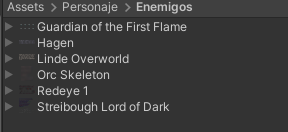 Assets > Personaje > Enemigos
Guardian of the First Flame
Hagen
Linde Overworld
Orc Skeleton
Redeye 1
Streibough Lord of Dark